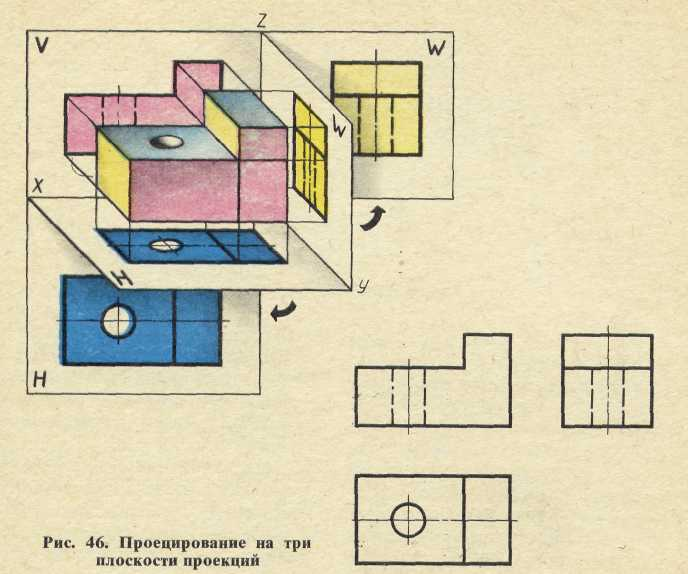 Z
V
W
W
X
H
У
H
Рис. 46. Проецирование на три
плоскости проекций